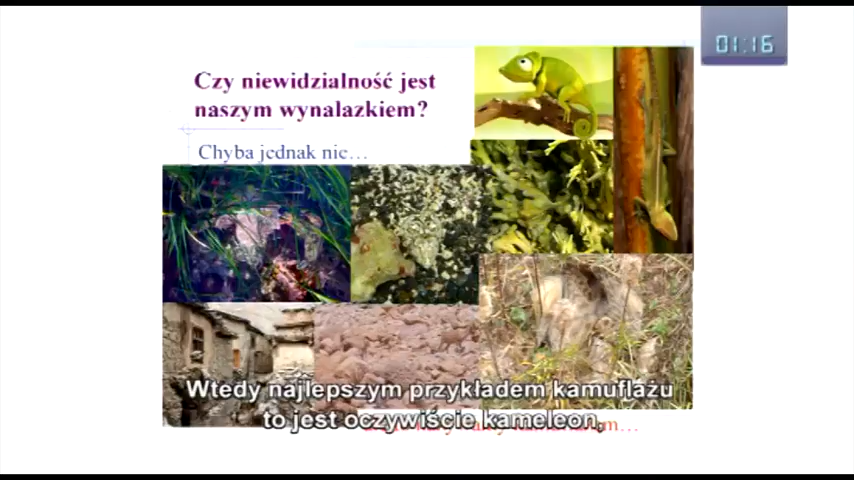 01:16
Czy niewidzialność jest
naszym wynalazkiem?
Chyba jednak nie…
Wtedy najlepszym przykładem kamuflażu
to jest oczywiście kameleon,